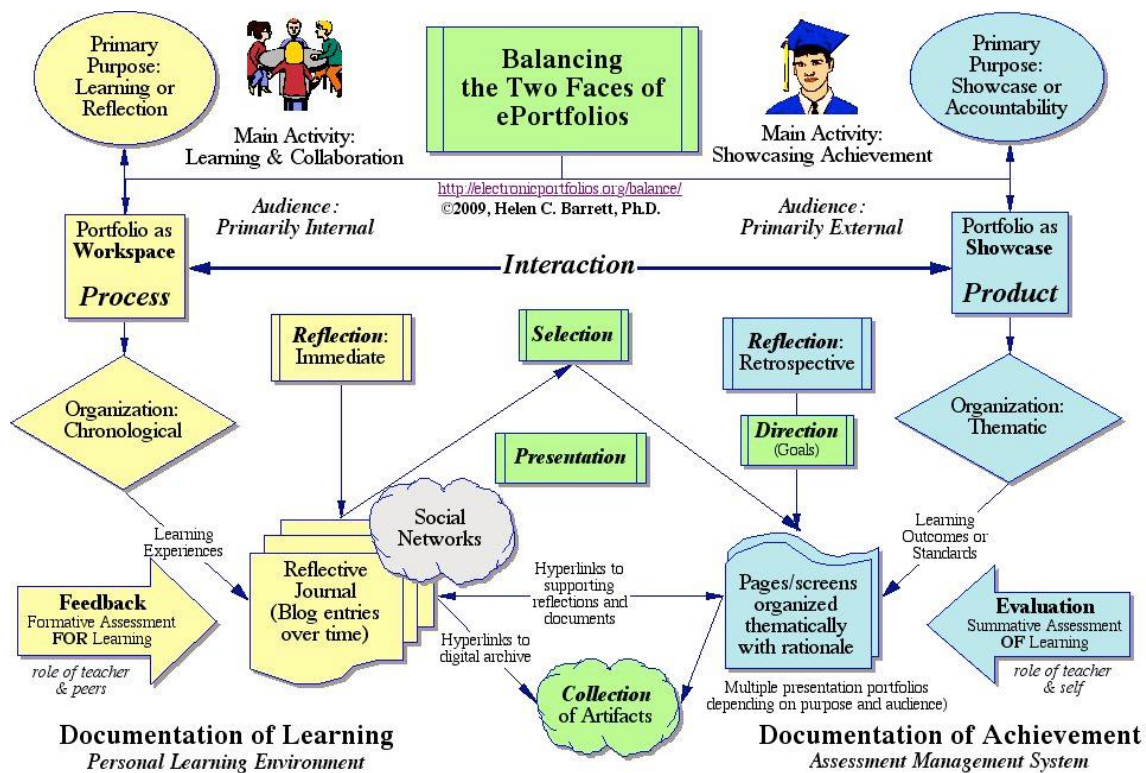 Primary
Purpose:
Learning or
Reflection
Main Activity:
Learning & Collaboration
Balancing
the Two Faces of
ePortfolios
Main Activity:
Showcasing Achievement
Primary
Purpose:
Showcase or
Accountability
http://electronicportfolios.org/balance/
©2009, Helen C. Barrett, Ph.D.
Audience:
Primarily Internal
Audience:
Primarily External
Portfolio as
Workspace
Process
Interaction
Portfolio as
Showcase
Product
Reflection:
Immediate
Selection
Reflection:
Retrospective
Organization:
Chronological
Presentation
Direction
(Goals)
Organization:
Thematic
Learning
Experiences
Social
Networks
Learning
Outcomes or
Standards
Feedback
Formative Assessment
FOR Learning
role of teacher
& peers
Reflective
Journal
(Blog entries
over time)
Hyperlinks to
supporting
reflections and
documents
Hyperlinks to
digital archive
Pages/screens
organized
thematically
with rationale
Evaluation
Summative Assessment
OF Learning
role of teacher
& self
Collection
of Artifacts
Multiple presentation portfolios
depending on purpose and audience)
Documentation of Learning
Personal Learning Environment
Documentation of Achievement
Assessment Management System